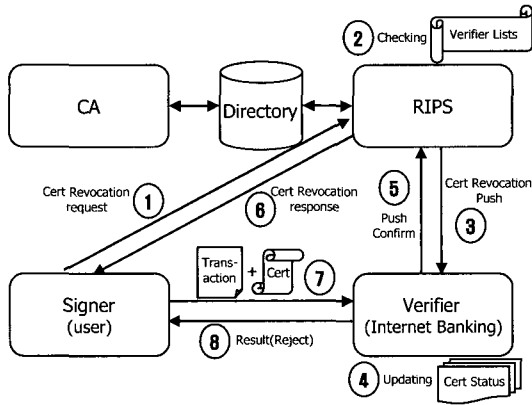 2 Checking
Verifier Lists
CA
Directory
RIPS
Cert Revocation
request
1
6
Cert Revocation
response
5
Push
Confirm
Cert Revocation
Push
3
Trans-
action
+
Cert
7
Signer
(user)
Verifier
(Internet Banking)
8 Result(Reject)
4 Updating
Cert Status